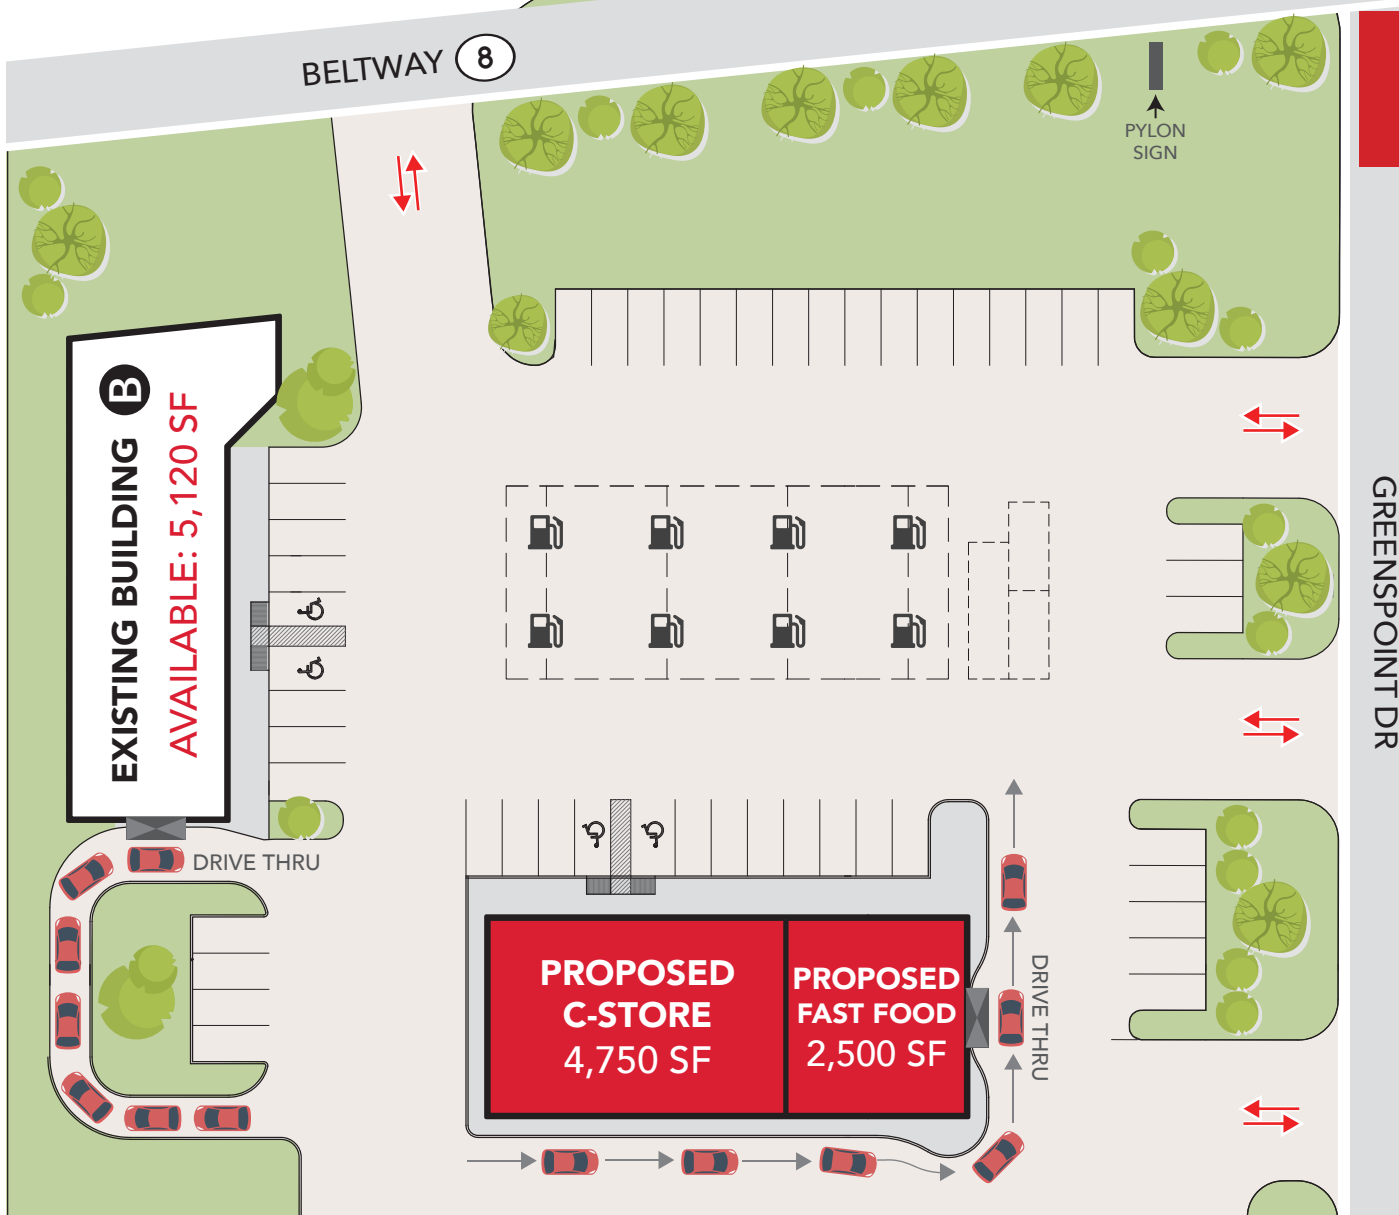 BELTWAY 8
PYLON
SIGN
GREENSPOINT DR
EXISTING BUILDING B
AVAILABLE: 5,120 SF
DRIVE THRU
PROPOSED
C-STORE
4,750 SF
PROPOSED
FAST FOOD
2,500 SF
DRIVE THRU